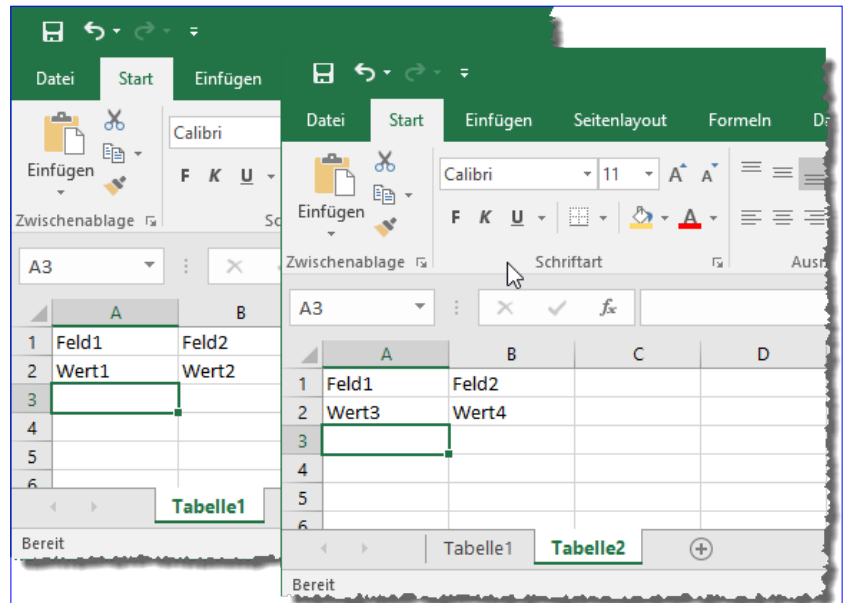 Datei Start Einfügen
Einfügen
Calibri
F K U
Zwischenablage
A3
A B
1 Feld1 Feld2
2 Wert1 Wert2
3
4
5
6
Tabelle1
Bereit
Datei Start Einfügen Seitenlayout Formeln
Einfügen
Calibri 11 A A
F K U A
Zwischenablage Schriftart
A3 fx
A B C D
1 Feld1 Feld2
2 Wert3 Wert4
3
4
5
6
Tabelle1 Tabelle2
Bereit